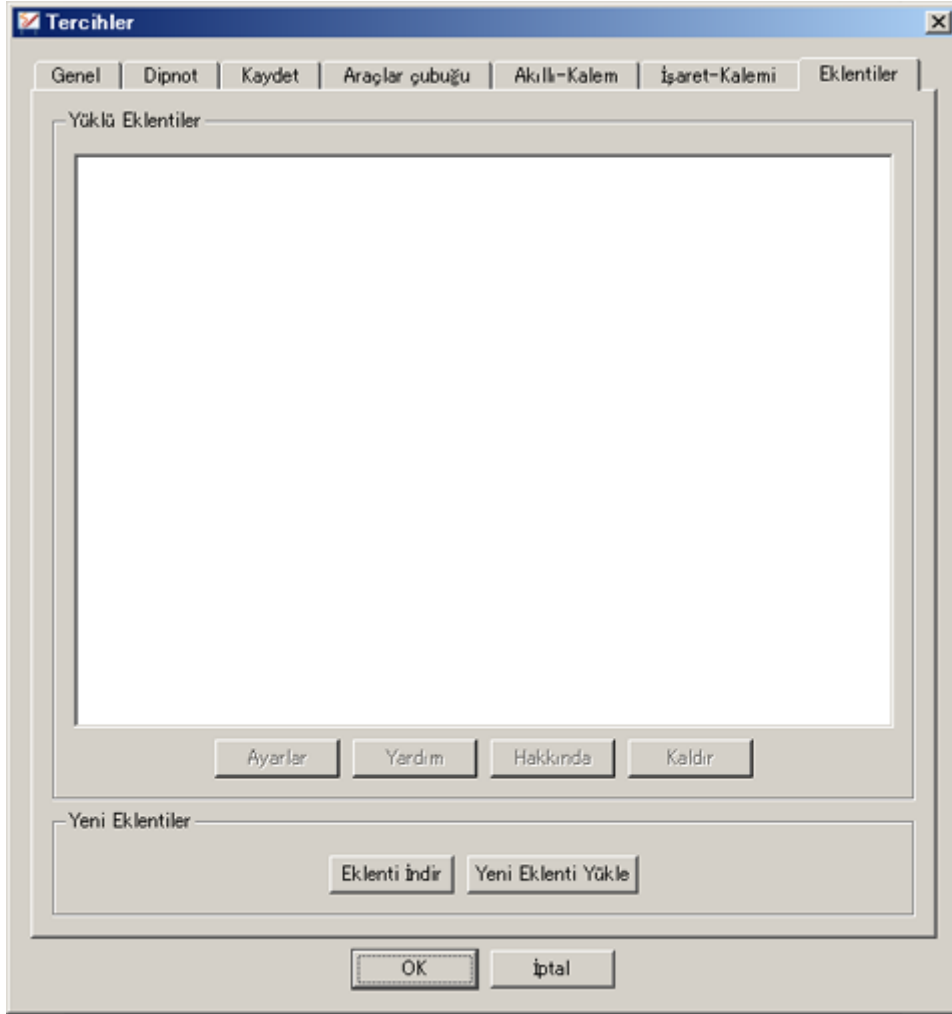 Tercihler
Genel Dipnot Kaydet Araçlar çubuğu Akıllı-Kalem İşaret-Kalemi Eklentiler
Yüklü Eklentiler
Ayarlar Yardım Hakkında Kaldır
Yeni Eklentiler
Eklenti İndir Yeni Eklenti Yükle
OK İptal